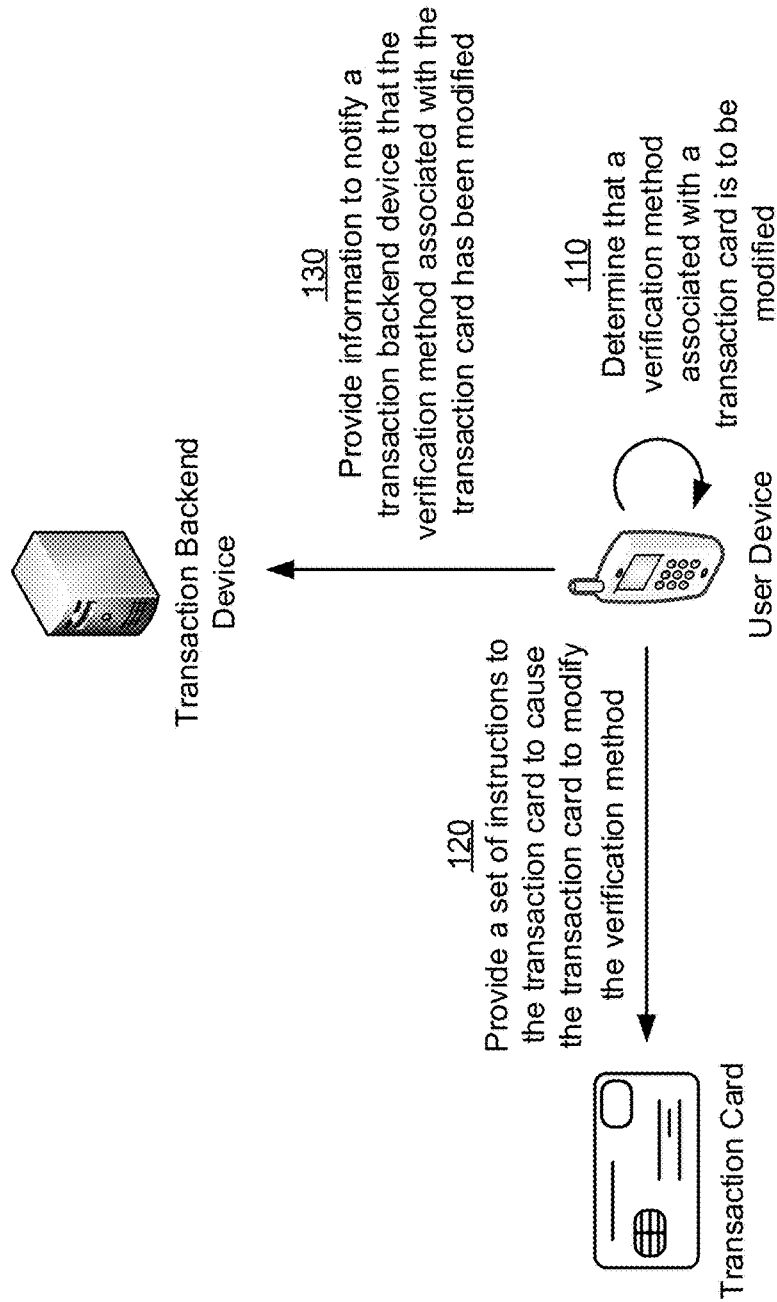 Transaction Backend
Device
130
Provide information to notify a
transaction backend device that the
verification method associated with the
transaction card has been modified
120
Provide a set of instructions to
the transaction card to cause
the transaction card to modify
the verification method
110
Determine that a
verification method
associated with a
transaction card is to be
modified
Transaction Card
User Device